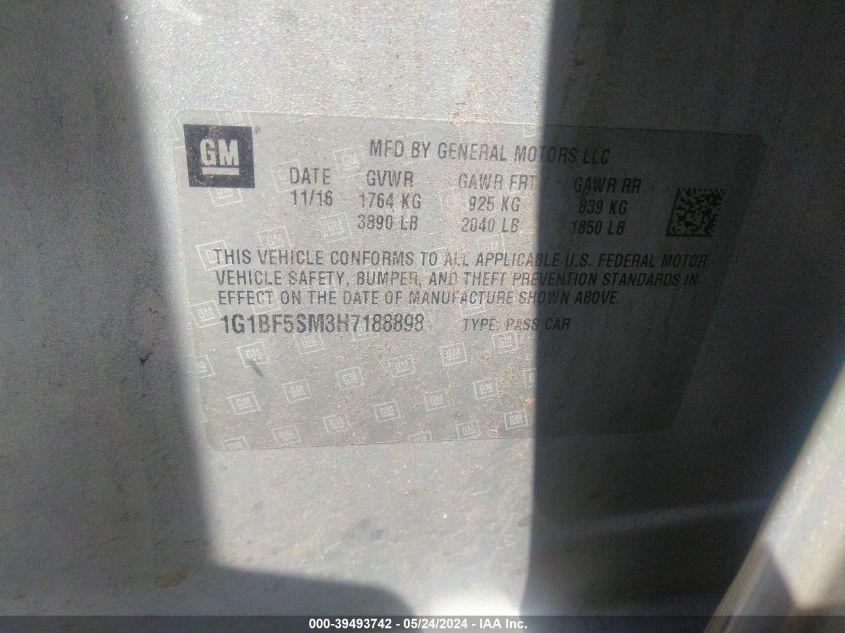 GM
MFD BY GENERAL MOTORS LLC
DATE GVWR GAWR FRT GAWR RR
11/16 1764 KG 925 KG 839 KG
3890 LB 2040 LB 1850 LB
THIS VEHICLE CONFORMS TO ALL APPLICABLE U.S. FEDERAL MOTOR
VEHICLE SAFETY, BUMPER, AND THEFT PREVENTION STANDARDS IN
EFFECT ON THE DATE OF MANUFACTURE SHOWN ABOVE.
1G1BF5SM3H7188898 TYPE: PASS CAR
000-39493742 - 05/24/2024 - IAA Inc.